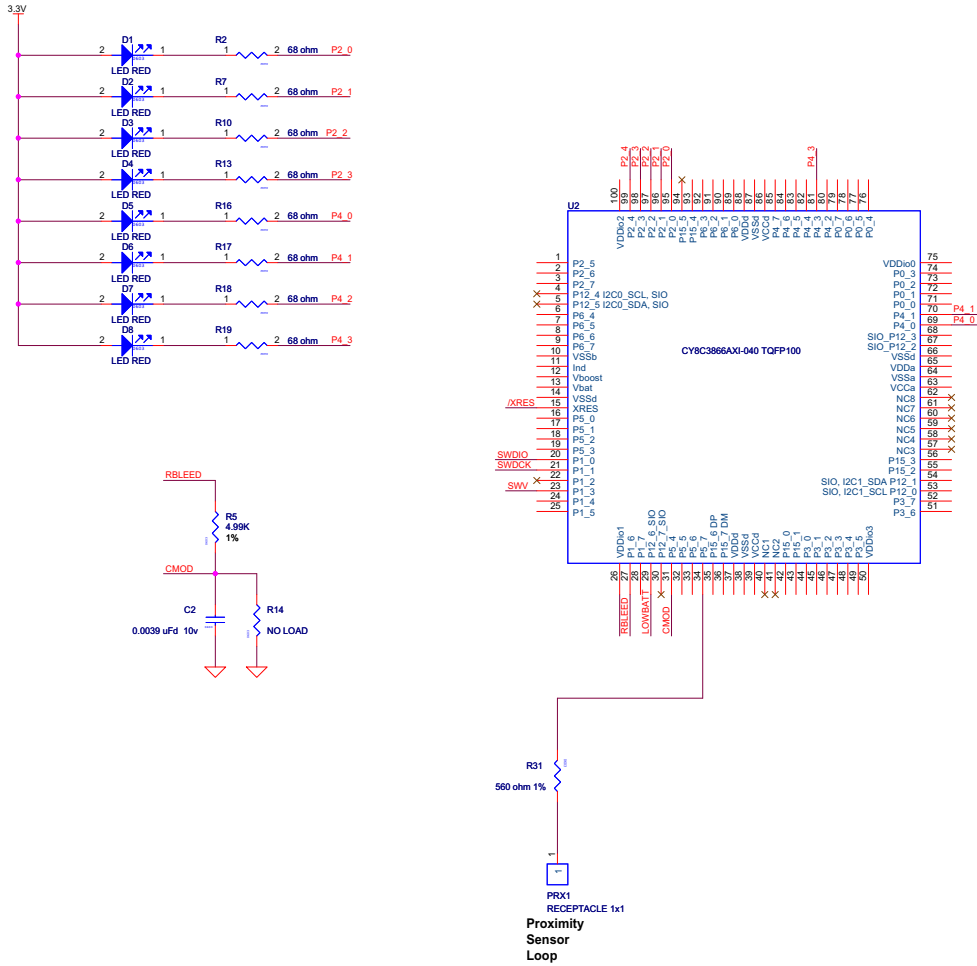 3.3V
D1
2 1
LED RED
R2
1 2 68 ohm P2_0
D2
2 1
LED RED
R7
1 2 68 ohm P2_1
D3
2 1
LED RED
R10
1 2 68 ohm P2_2
D4
2 1
LED RED
R13
1 2 68 ohm P2_3
D5
2 1
LED RED
R16
1 2 68 ohm P4_0
D6
2 1
LED RED
R17
1 2 68 ohm P4_1
D7
2 1
LED RED
R18
1 2 68 ohm P4_2
D8
2 1
LED RED
R19
1 2 68 ohm P4_3
RBLEED
R5
4.99K
1%
CMOD
C2
0.0039 uFd 10v
R14
NO LOAD
P2_4
P2_3
P2_2
P2_1
P2_0
P4_3
U2
CY8C3866AXI-040 TQFP100
100 VDDio2
99 P2_4
98 P2_3
97 P2_2
96 P2_1
95 P2_0
94 P15_5
93 P15_4
92 P6_3
91 P6_2
90 P6_1
89 P6_0
88 VDDd
87 VSSd
86 VCCd
85 P4_7
84 P4_6
83 P4_5
82 P4_4
81 P4_3
80 P4_2
79 P0_7
78 P0_6
77 P0_5
76 P0_4
1 P2_5
2 P2_6
3 P2_7
4 P12_4 I2C0_SCL, SIO
5 P12_5 I2C0_SDA, SIO
6 P6_4
7 P6_5
8 P6_6
9 P6_7
10 VSSb
11 Ind
12 Vboost
13 Vbat
14 VSSd
/XRES 15 XRES
16 P5_0
17 P5_1
18 P5_2
19 P5_3
SWDIO 20 P1_0
SWDCK 21 P1_1
22 P1_2
SWV 23 P1_3
24 P1_4
25 P1_5
VDDio0 75
P0_3 74
P0_2 73
P0_1 72
P0_0 71
P4_1 70 P4_1
P4_0 69 P4_0
SIO_P12_3 68
SIO_P12_2 67
VSSd 66
VDDa 65
VSSa 64
VCCa 63
NC8 62
NC7 61
NC6 60
NC5 59
NC4 58
NC3 57
P15_3 56
P15_2 55
SIO, I2C1_SDA P12_1 54
SIO, I2C1_SCL P12_0 53
P3_7 52
P3_6 51
26 VDDio1
27 P1_6
28 P1_7
29 P12_6_SIO
30 P12_7_SIO
31 P5_4
32 P5_5
33 P5_6
34 P5_7
35 P15_6 DP
36 P15_7 DM
37 VDDd
38 VSSd
39 VCCd
40 NC1
41 NC2
42 P15_0
43 P15_1
44 P3_0
45 P3_1
46 P3_2
47 P3_3
48 P3_4
49 P3_5
50 VDDio3
RBLEED
LOWBATT
CMOD
R31
560 ohm 1%
1
1
PRX1
RECEPTACLE 1x1
Proximity
Sensor
Loop